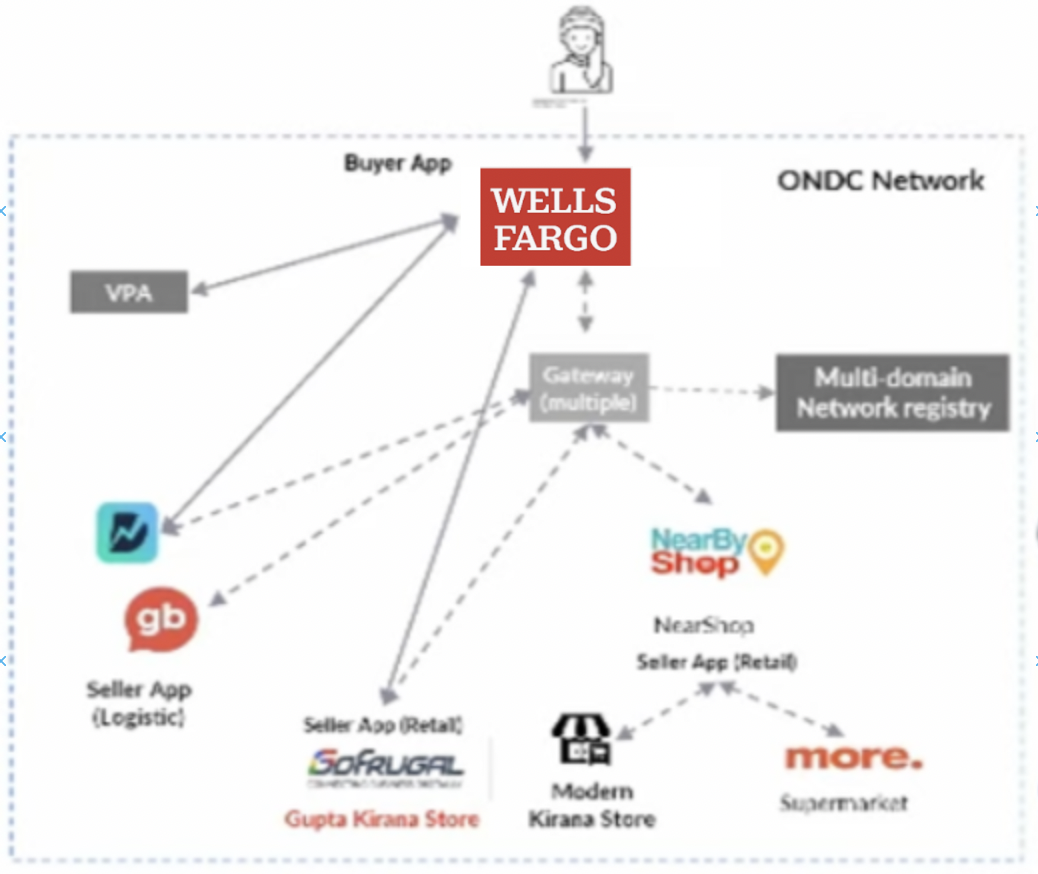 Buyer App
ONDC Network
WELLS
FARGO
VPA
Gateway
(multiple)
Multi-domain
Network registry
NearBy
Shop
gb
NearShop
Seller App (Retail)
Seller App
(Logistic)
Seller App (Retail)
SOFRUGAL
Gupta Kirana Store
Modern
Kirana Store
more.
Supermarket